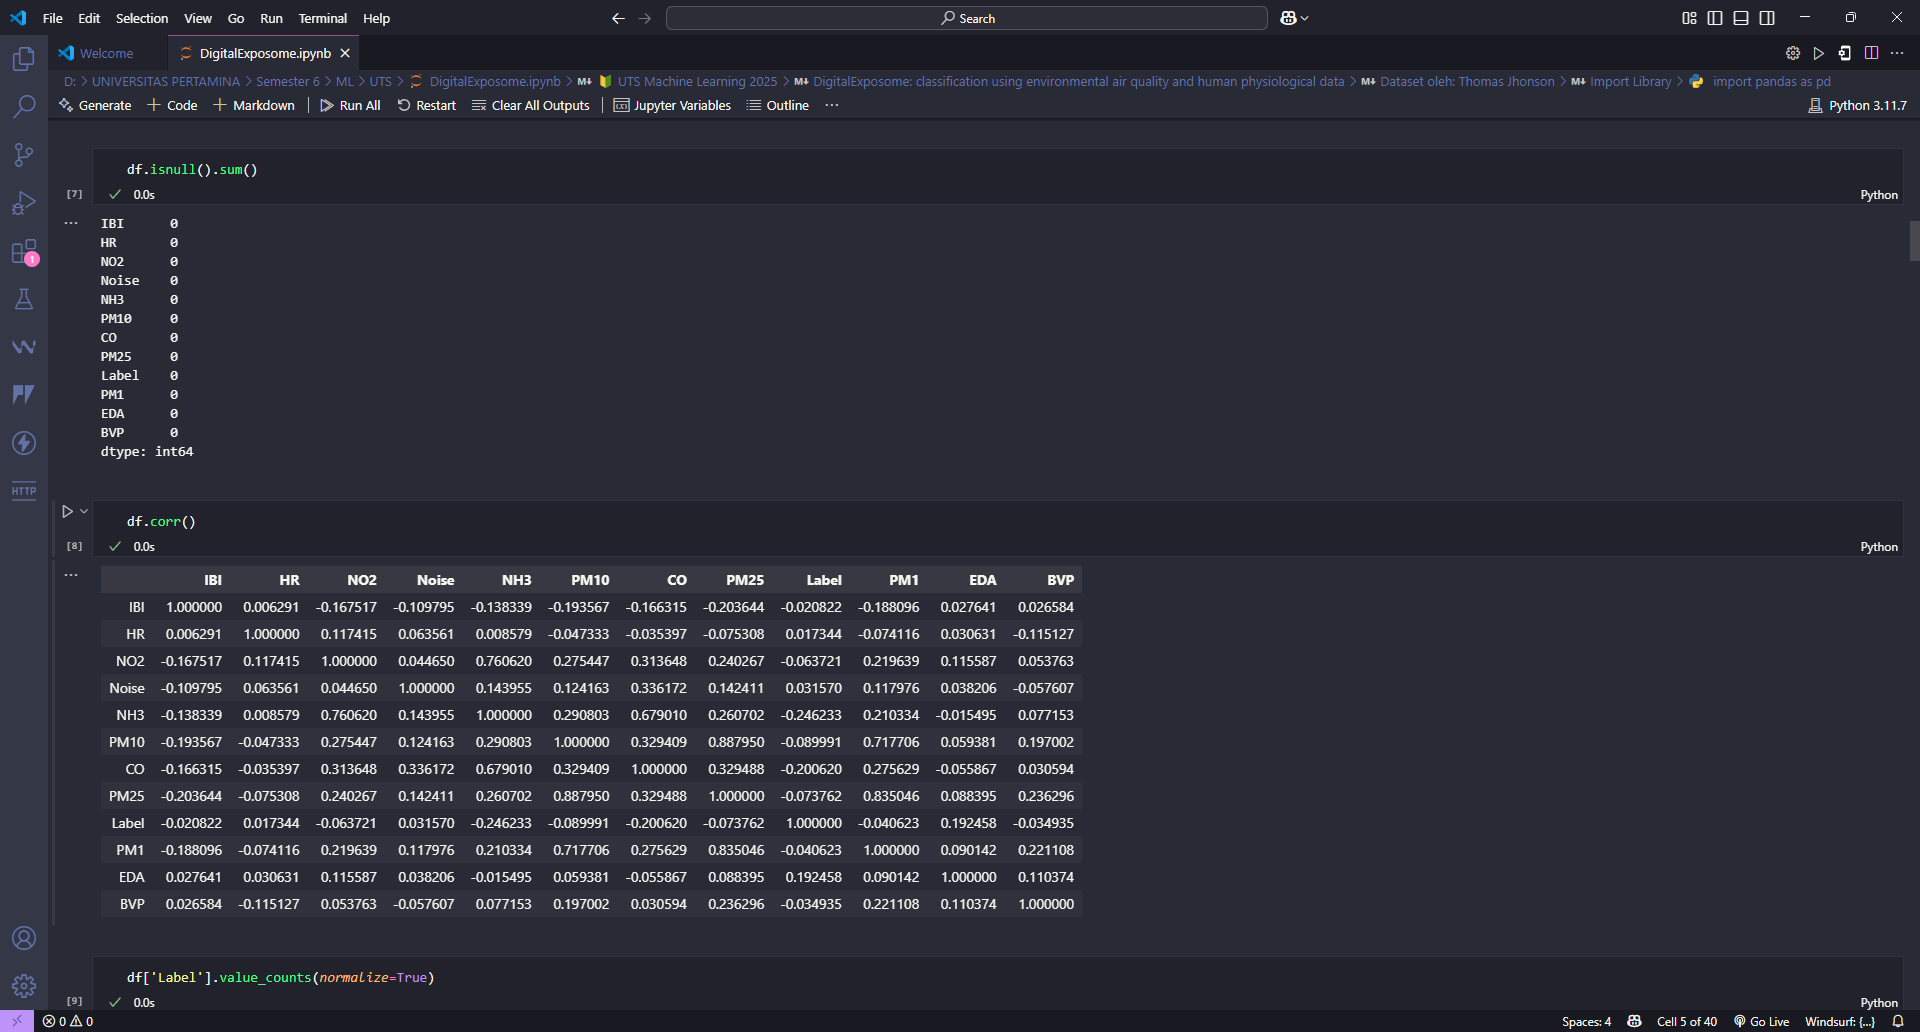 File Edit Selection View Go Run Terminal Help
Search
Welcome
DigitalExposome.ipynb
D: > UNIVERSITAS PERTAMINA > Semester 6 > ML > UTS > DigitalExposome.ipynb > M↓ UTS Machine Learning 2025 > M↓ DigitalExposome: classification using environmental air quality and human physiological data > M↓ Dataset oleh: Thomas Jhonson > M↓ Import Library > import pandas as pd
Generate + Code + Markdown | Run All Restart Clear All Outputs | Jupyter Variables Outline ...
Python 3.11.7
df.isnull().sum()
[7] 0.0s Python
IBI 0
HR 0
NO2 0
Noise 0
NH3 0
PM10 0
CO 0
PM25 0
Label 0
PM1 0
EDA 0
BVP 0
dtype: int64
1
HTTP
df.corr()
[8] 0.0s Python
IBI HR NO2 Noise NH3 PM10 CO PM25 Label PM1 EDA BVP
IBI 1.000000 0.006291 -0.167517 -0.109795 -0.138339 -0.193567 -0.166315 -0.203644 -0.020822 -0.188096 0.027641 0.026584
HR 0.006291 1.000000 0.117415 0.063561 0.008579 -0.047333 -0.035397 -0.075308 0.017344 -0.074116 0.030631 -0.115127
NO2 -0.167517 0.117415 1.000000 0.044650 0.760620 0.275447 0.313648 0.240267 -0.063721 0.219639 0.115587 0.053763
Noise -0.109795 0.063561 0.044650 1.000000 0.143955 0.124163 0.336172 0.142411 0.031570 0.117976 0.038206 -0.057607
NH3 -0.138339 0.008579 0.760620 0.143955 1.000000 0.290803 0.679010 0.260702 -0.246233 0.210334 -0.015495 0.077153
PM10 -0.193567 -0.047333 0.275447 0.124163 0.290803 1.000000 0.329409 0.887950 -0.089991 0.717706 0.059381 0.197002
CO -0.166315 -0.035397 0.313648 0.336172 0.679010 0.329409 1.000000 0.329488 -0.200620 0.275629 -0.055867 0.030594
PM25 -0.203644 -0.075308 0.240267 0.142411 0.260702 0.887950 0.329488 1.000000 -0.073762 0.835046 0.088395 0.236296
Label -0.020822 0.017344 -0.063721 0.031570 -0.246233 -0.089991 -0.200620 -0.073762 1.000000 -0.040623 0.192458 -0.034935
PM1 -0.188096 -0.074116 0.219639 0.117976 0.210334 0.717706 0.275629 0.835046 -0.040623 1.000000 0.090142 0.221108
EDA 0.027641 0.030631 0.115587 0.038206 -0.015495 0.059381 -0.055867 0.088395 0.192458 0.090142 1.000000 0.110374
BVP 0.026584 -0.115127 0.053763 -0.057607 0.077153 0.197002 0.030594 0.236296 -0.034935 0.221108 0.110374 1.000000
df['Label'].value_counts(normalize=True)
[9] 0.0s Python
0 0 Spaces: 4 Cell 5 of 40 Go Live Windsurf: {...}